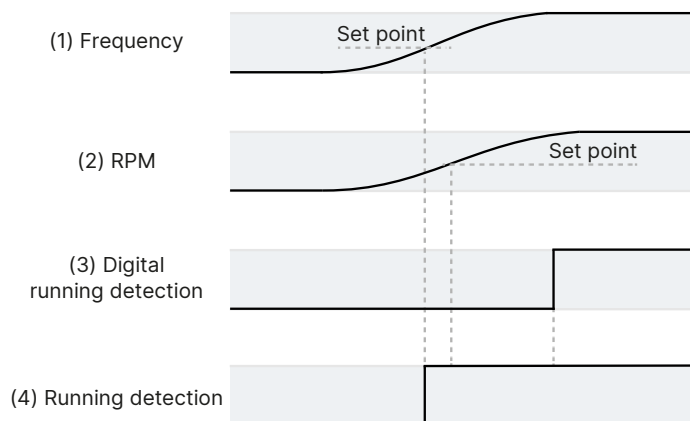 (1) Frequency
Set point
(2) RPM
Set point
(3) Digital
running detection
(4) Running detection